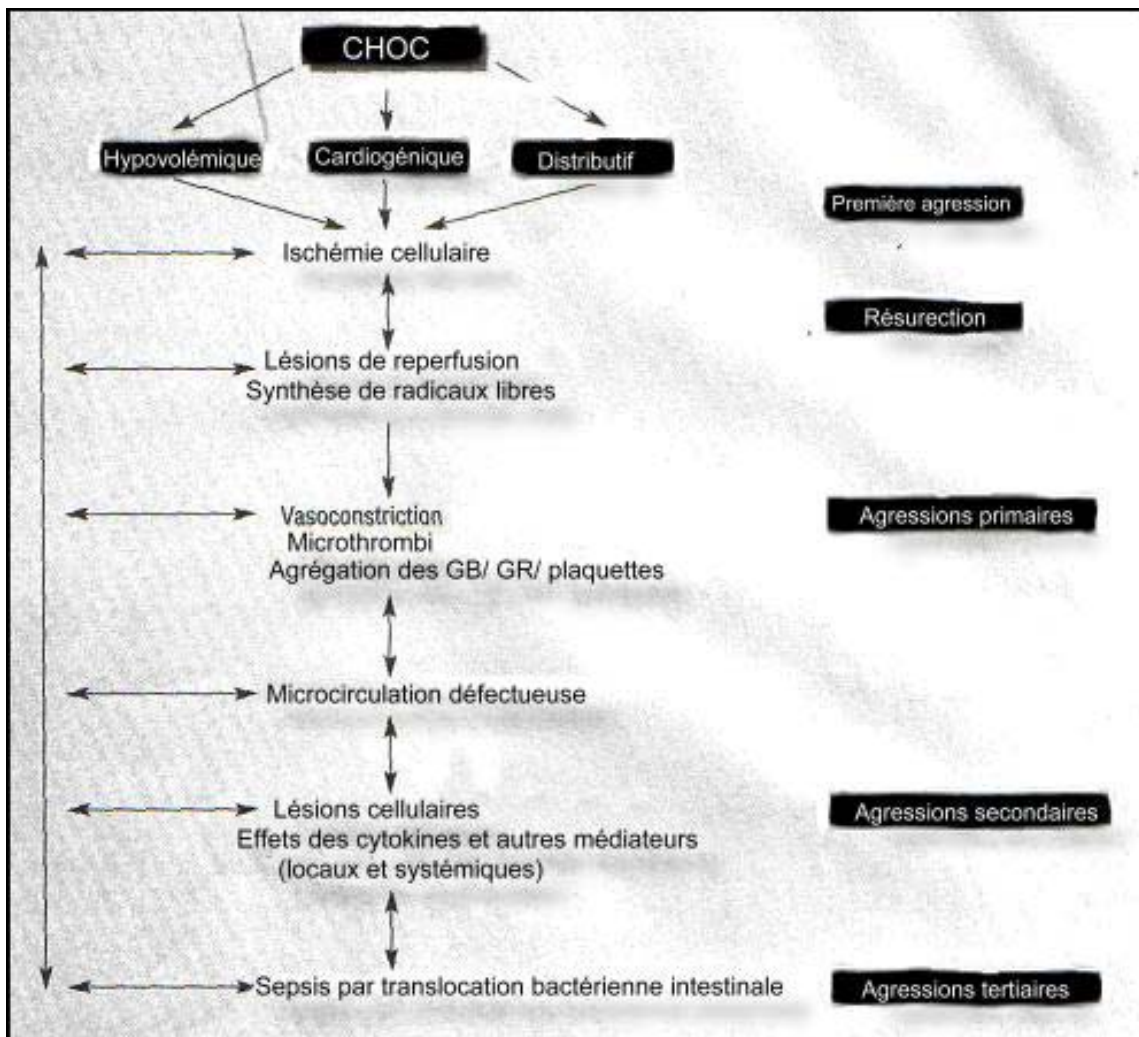 CHOC
Hypovolémique
Cardiogénique
Distributif
Première agression
Ischémie cellulaire
Résurection
Lésions de reperfusion
Synthèse de radicaux libres
Vasoconstriction
Microthrombi
Agrégation des GB/ GR/ plaquettes
Agressions primaires
Microcirculation défectueuse
Lésions cellulaires
Effets des cytokines et autres médiateurs
(locaux et systémiques)
Agressions secondaires
Sepsis par translocation bactérienne intestinale
Agressions tertiaires